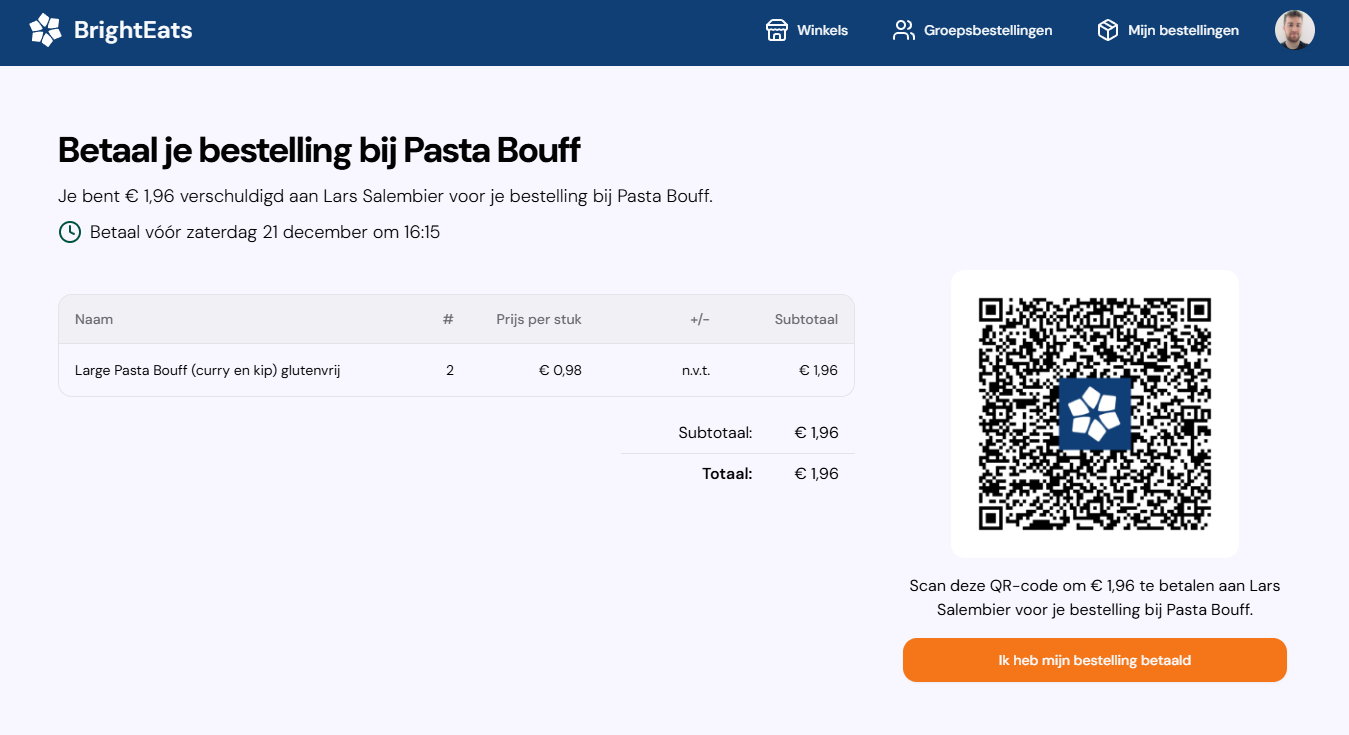 BrightEats
Winkels
Groepsbestellingen
Mijn bestellingen
Betaal je bestelling bij Pasta Bouff
Je bent € 1,96 verschuldigd aan Lars Salembier voor je bestelling bij Pasta Bouff.
Betaal vóór zaterdag 21 december om 16:15
Naam # Prijs per stuk +/- Subtotaal
Large Pasta Bouff (curry en kip) glutenvrij 2 € 0,98 n.v.t. € 1,96
Subtotaal: € 1,96
Totaal: € 1,96
Scan deze QR-code om € 1,96 te betalen aan Lars
Salembier voor je bestelling bij Pasta Bouff.
Ik heb mijn bestelling betaald